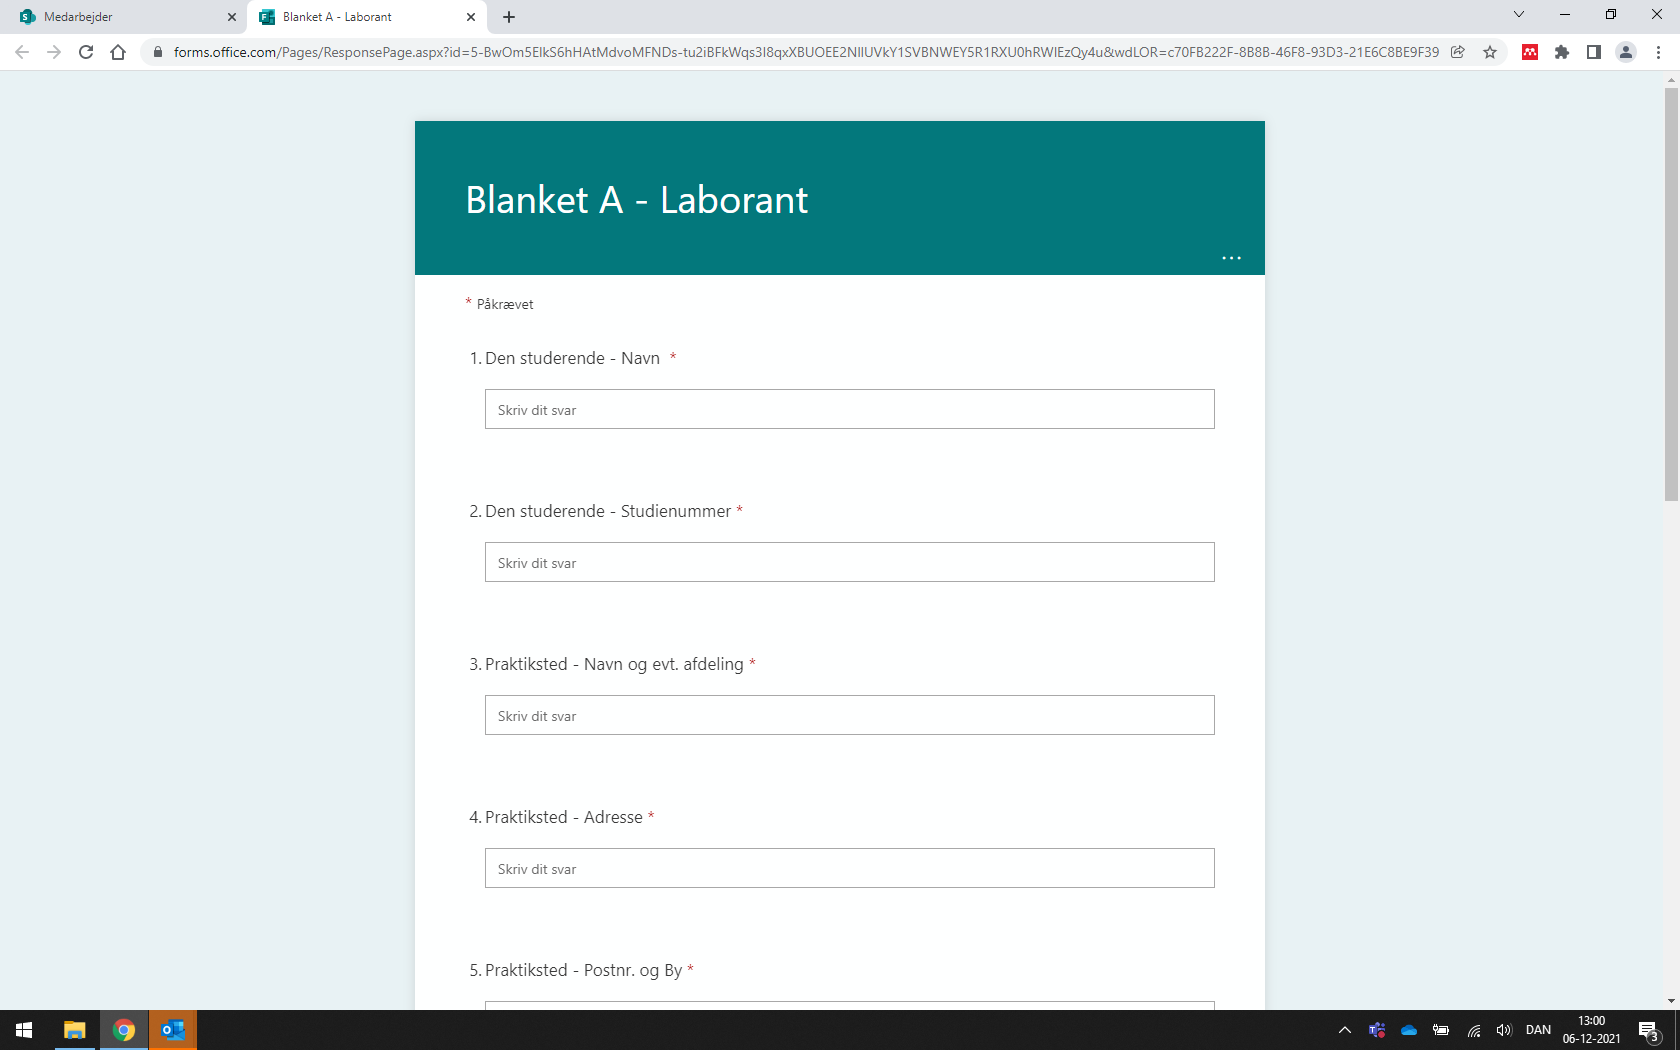 Medarbejder
Blanket A - Laborant
forms.office.com/Pages/ResponsePage.aspx?id=5-BwOm5ElkS6hHAtMdvoMFNDs-tu2iBFkWqs3l8qxXBUOEE2NllUVkY1SVBNWEY5R1RXU0hRWlEzQy4u&wdLOR=c70FB222F-8B8B-46F8-93D3-21E6C8BE9F39
Blanket A - Laborant
...
* Påkrævet
1. Den studerende - Navn *
Skriv dit svar
2. Den studerende - Studienummer *
Skriv dit svar
3. Praktiksted - Navn og evt. afdeling *
Skriv dit svar
4. Praktiksted - Adresse *
Skriv dit svar
5. Praktiksted - Postnr. og By *
DAN
13:00
06-12-2021
3